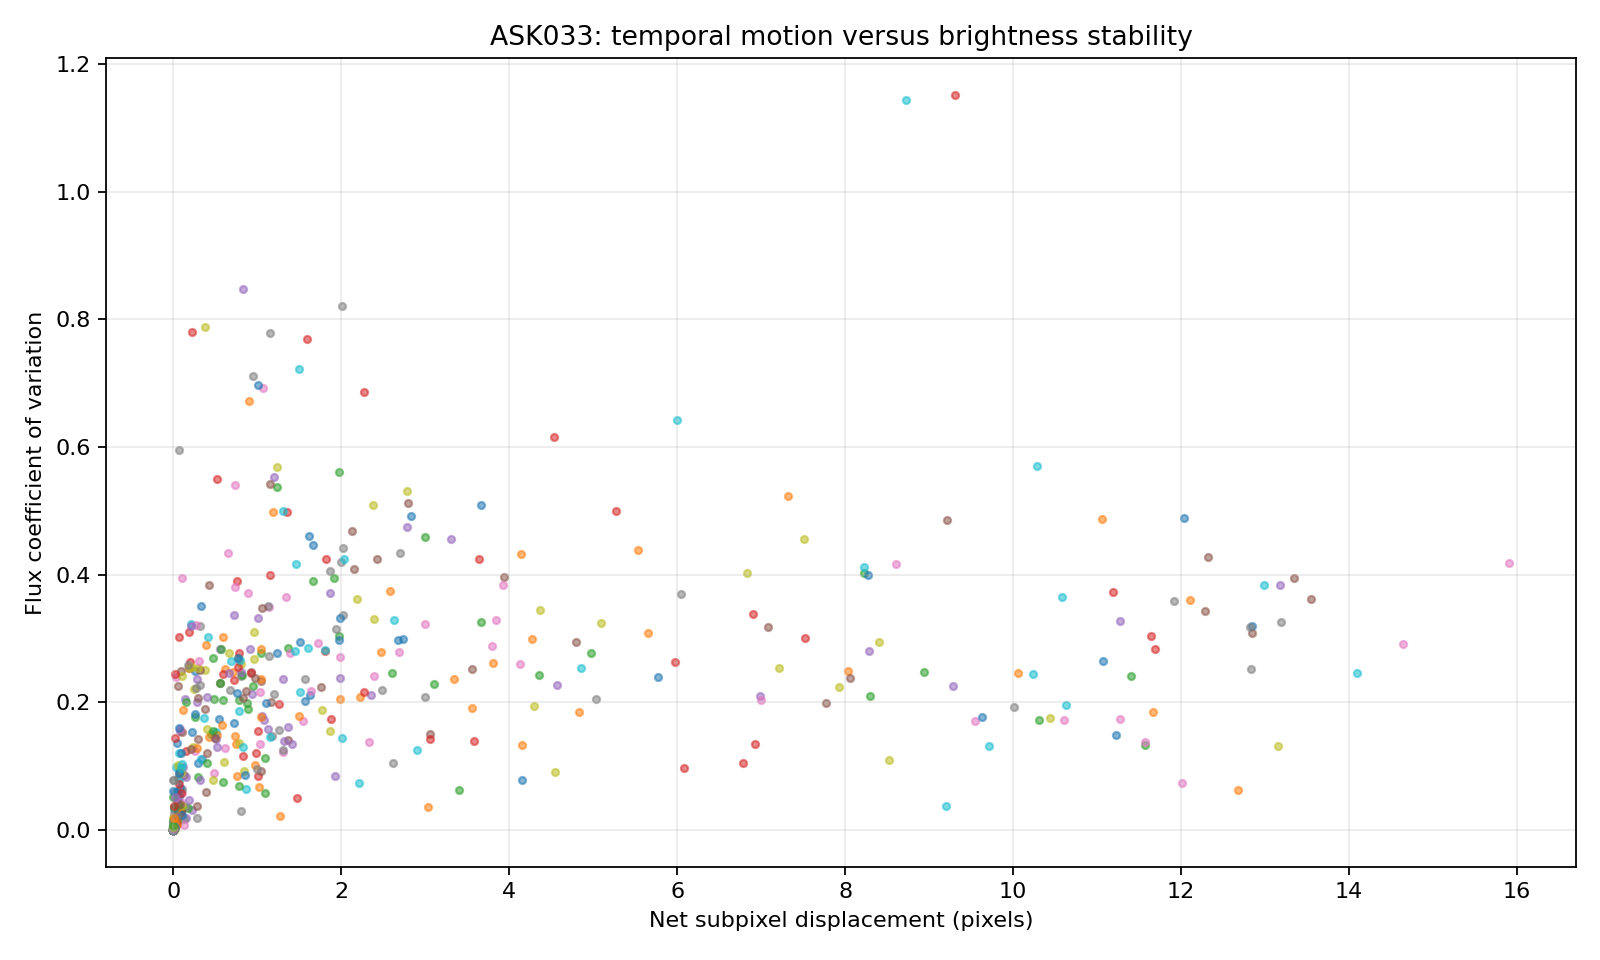 ASK033: temporal motion versus brightness stability
1.2
1.0
0.8
0.6
0.4
0.2
0.0
Flux coefficient of variation
0 2 4 6 8 10 12 14 16
Net subpixel displacement (pixels)